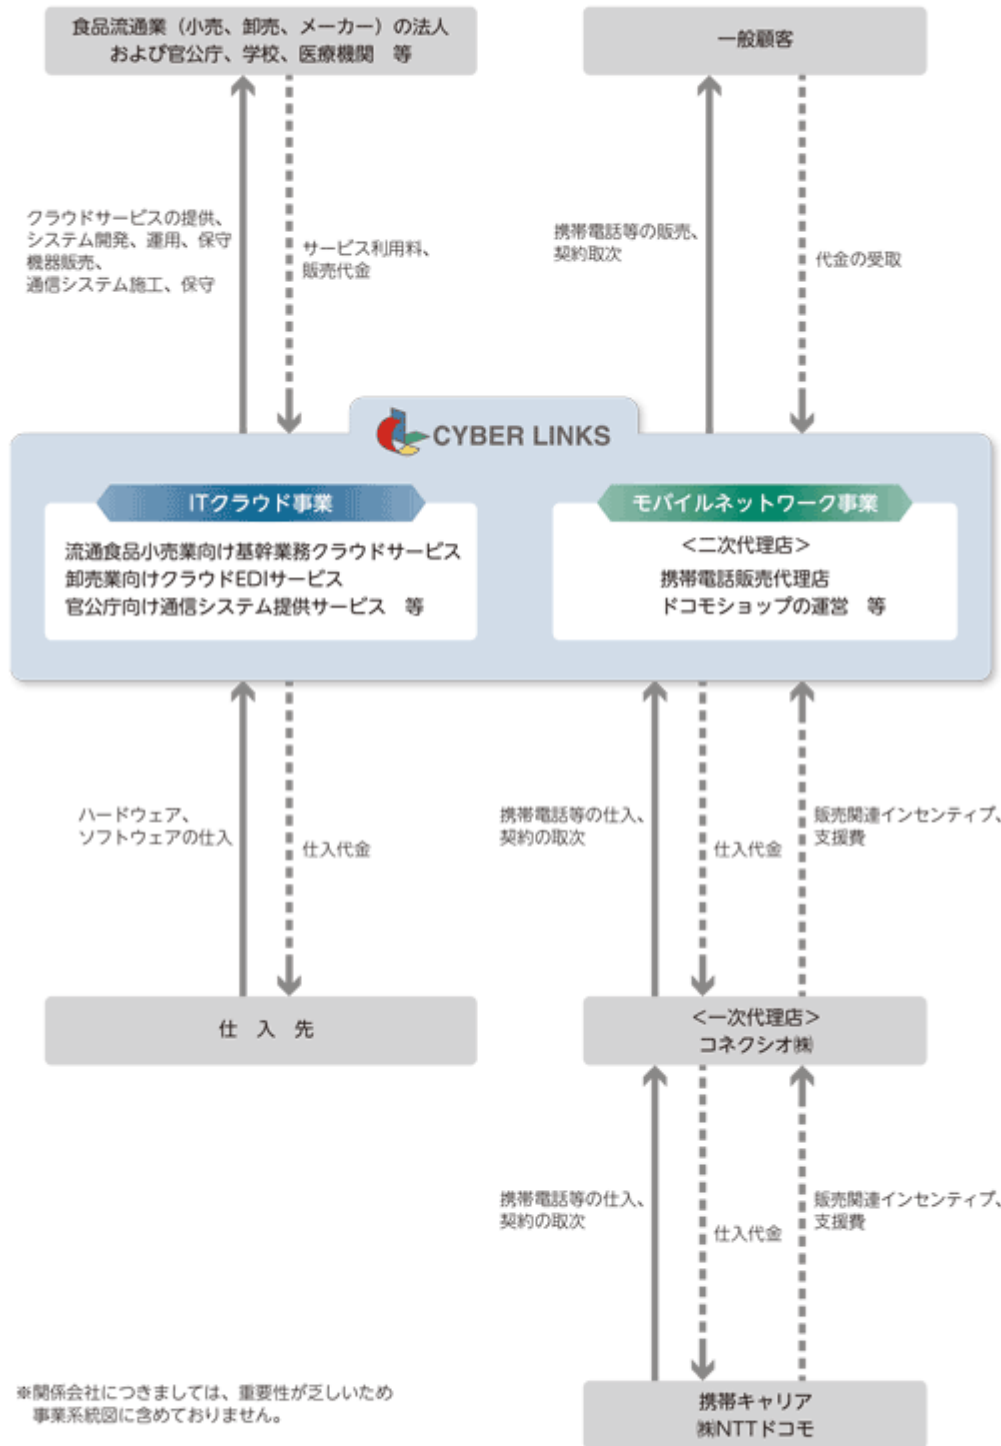 食品流通業（小売、卸売、メーカー）の法人
および官公庁、学校、医療機関　等
一般顧客
クラウドサービスの提供、
システム開発、運用、保守
機器販売、
通信システム施工、保守
サービス利用料、
販売代金
携帯電話等の販売、
契約取次
代金の受取
CYBER LINKS
ITクラウド事業
流通食品小売業向け基幹業務クラウドサービス
卸売業向けクラウドEDIサービス
官公庁向け通信システム提供サービス　等
モバイルネットワーク事業
＜二次代理店＞
携帯電話販売代理店
ドコモショップの運営　等
ハードウェア、
ソフトウェアの仕入
仕入代金
携帯電話等の仕入、
契約の取次
仕入代金
販売関連インセンティブ、
支援費
仕　入　先
＜一次代理店＞
コネクシオ㈱
携帯電話等の仕入、
契約の取次
仕入代金
販売関連インセンティブ、
支援費
※関係会社につきましては、重要性が乏しいため
事業系統図に含めておりません。
携帯キャリア
㈱NTTドコモ